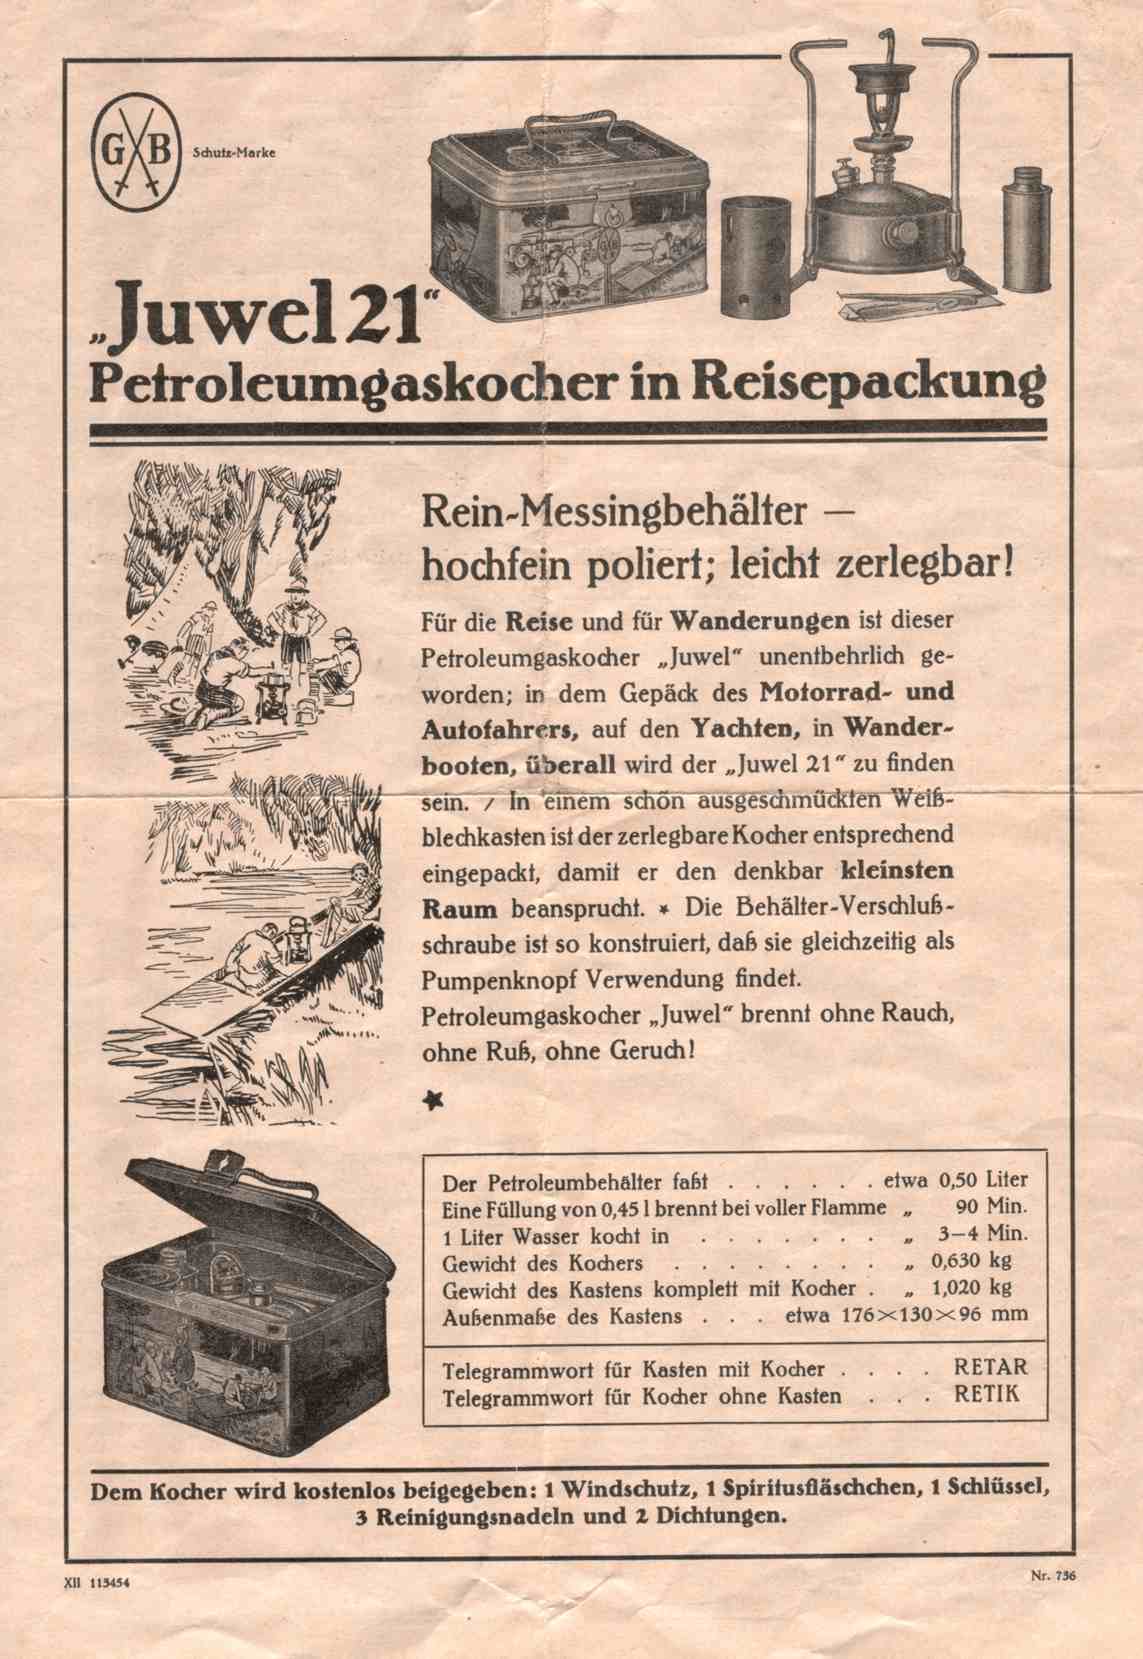 G B
Schutz-Marke
„Juwel 21“
Petroleumgaskocher in Reisepackung
Rein-Messingbehälter —
hochfein poliert; leicht zerlegbar!
Für die Reise und für Wanderungen ist dieser
Petroleumgaskocher „Juwel“ unentbehrlich ge-
worden; in dem Gepäck des Motorrad- und
Autofahrers, auf den Yachten, in Wander-
booten, überall wird der „Juwel 21“ zu finden
sein. / In einem schön ausgeschmückten Weiß-
blechkasten ist der zerlegbare Kocher entsprechend
eingepackt, damit er den denkbar kleinsten
Raum beansprucht. * Die Behälter-Verschluß-
schraube ist so konstruiert, daß sie gleichzeitig als
Pumpenknopf Verwendung findet.
Petroleumgaskocher „Juwel“ brennt ohne Rauch,
ohne Ruß, ohne Geruch!
★
Der Petroleumbehälter faßt . . . . . . etwa 0,50 Liter
Eine Füllung von 0,45 l brennt bei voller Flamme „ 90 Min.
1 Liter Wasser kocht in . . . . . . . „ 3—4 Min.
Gewicht des Kochers . . . . . . . . „ 0,630 kg
Gewicht des Kastens komplett mit Kocher . „ 1,020 kg
Außenmaße des Kastens . . . etwa 176×130×96 mm
Telegrammwort für Kasten mit Kocher . . . . RETAR
Telegrammwort für Kocher ohne Kasten . . . RETIK
Dem Kocher wird kostenlos beigegeben: 1 Windschutz, 1 Spiritusfläschchen, 1 Schlüssel,
3 Reinigungsnadeln und 2 Dichtungen.
XII 113454
Nr. 736